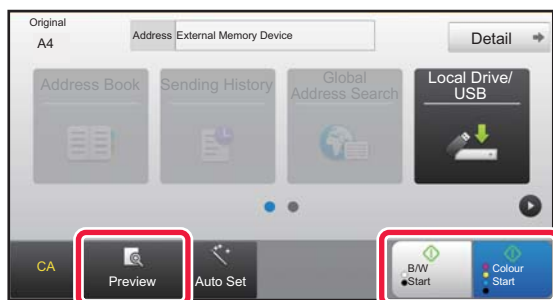 Original
A4
Address External Memory Device
Detail
Address Book
Sending History
Global
Address Search
Local Drive/
USB
CA
Preview
Auto Set
B/W
Start
Colour
Start